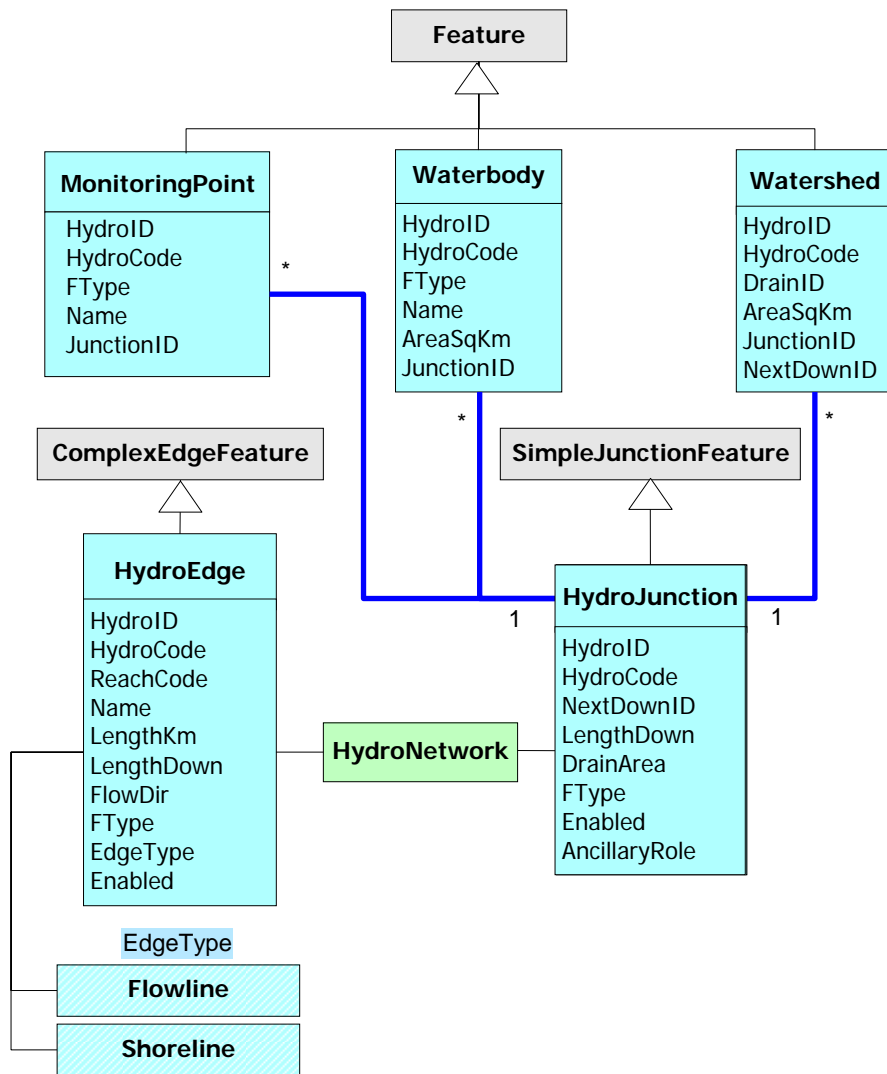 Feature
MonitoringPoint
HydroID
HydroCode
FType
Name
JunctionID
*
Waterbody
HydroID
HydroCode
FType
Name
AreaSqKm
JunctionID
*
Watershed
HydroID
HydroCode
DrainID
AreaSqKm
JunctionID
NextDownID
*
ComplexEdgeFeature
SimpleJunctionFeature
HydroEdge
HydroID
HydroCode
ReachCode
Name
LengthKm
LengthDown
FlowDir
FType
EdgeType
Enabled
HydroNetwork
1
HydroJunction
1
HydroID
HydroCode
NextDownID
LengthDown
DrainArea
FType
Enabled
AncillaryRole
EdgeType
Flowline
Shoreline